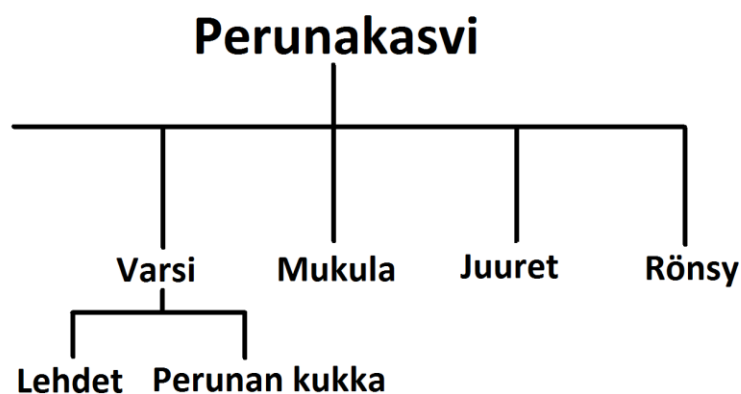 Perunakasvi
Varsi Mukula Juuret Rönsy
Lehdet Perunan kukka